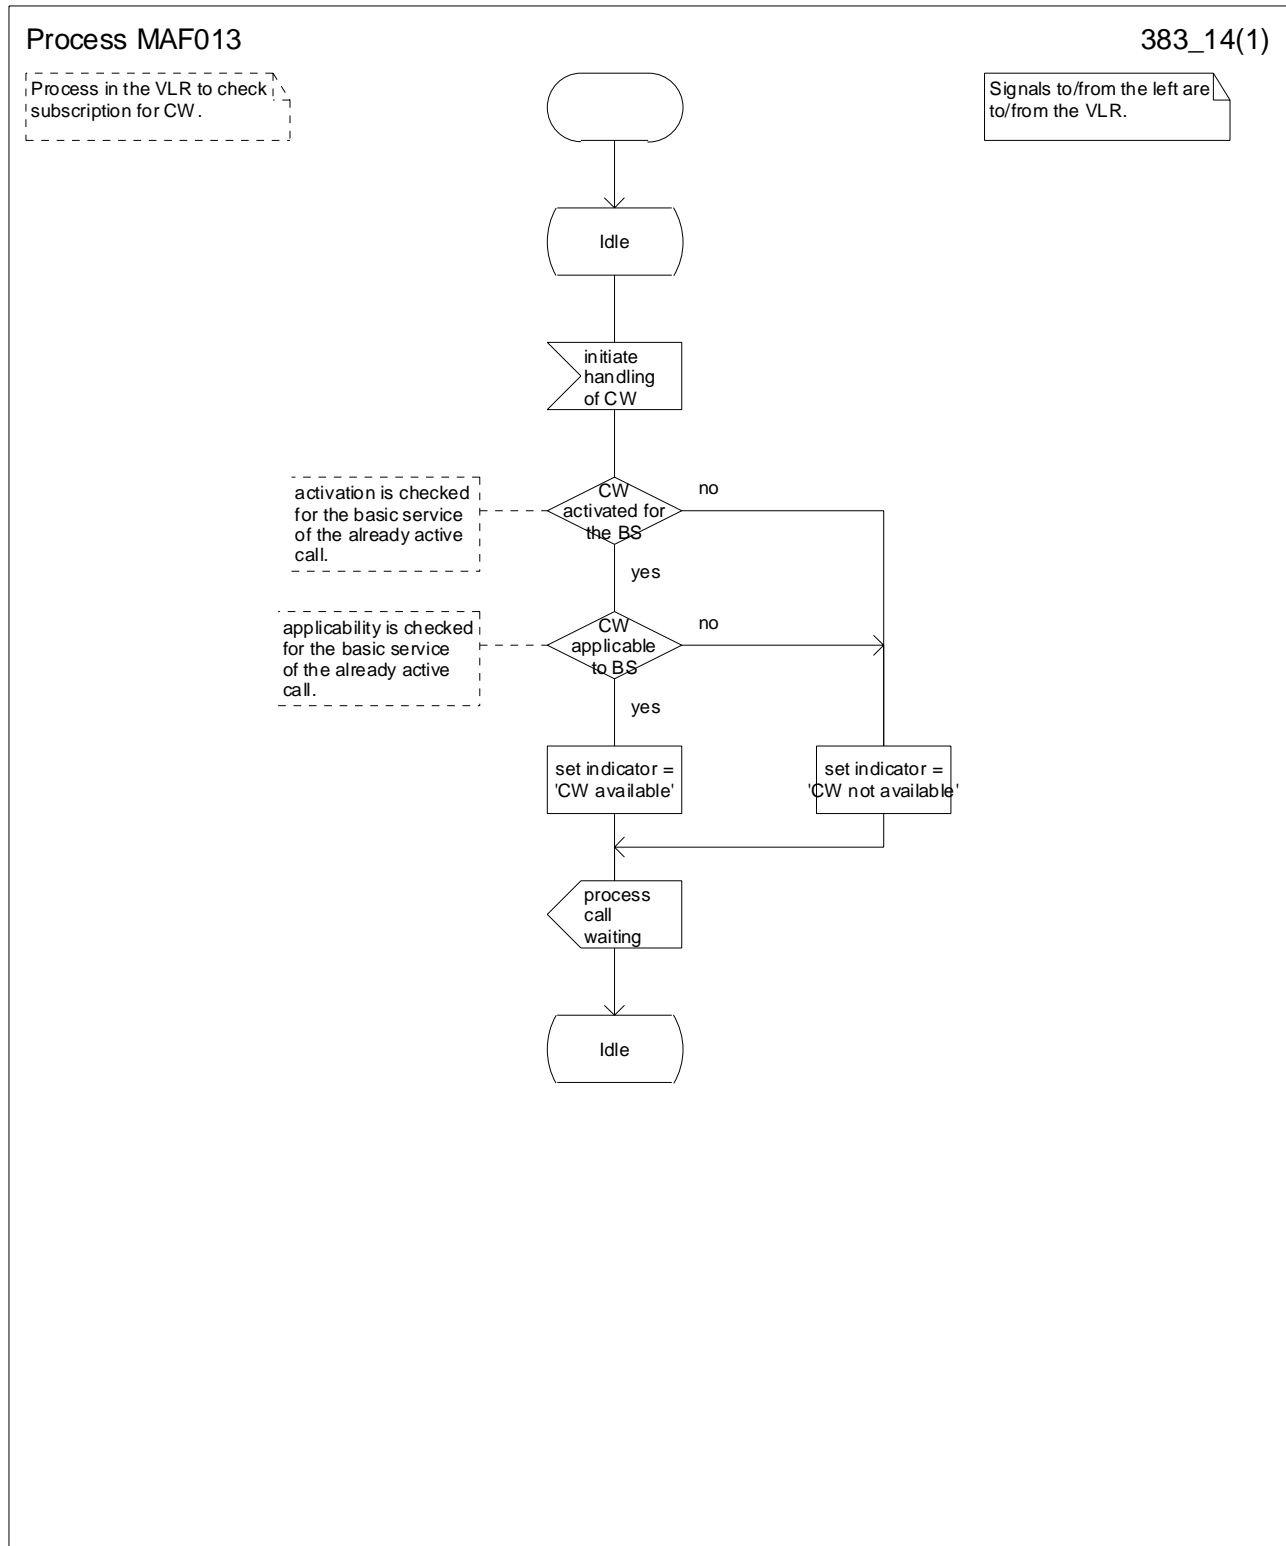 Process MAF013
383_14(1)
Process in the VLR to check
subscription for CW.
Signals to/from the left are
to/from the VLR.
Idle
initiate
handling
of CW
activation is checked
for the basic service
of the already active
call.
CW
activated for
the BS
no
yes
applicability is checked
for the basic service
of the already active
call.
CW
applicable
to BS
no
yes
set indicator =
'CW available'
set indicator =
'CW not available'
process
call
waiting
Idle